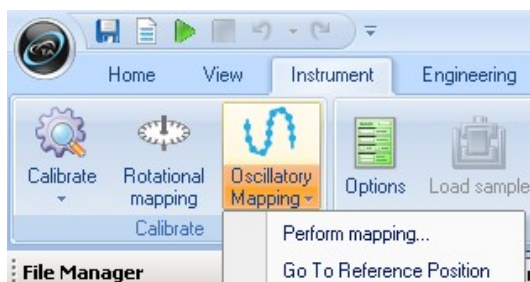 TA
Home View Instrument Engineering
Calibrate
Rotational
mapping
Oscillatory
Mapping
Options
Load sample
Calibrate
Perform mapping...
File Manager
Go To Reference Position